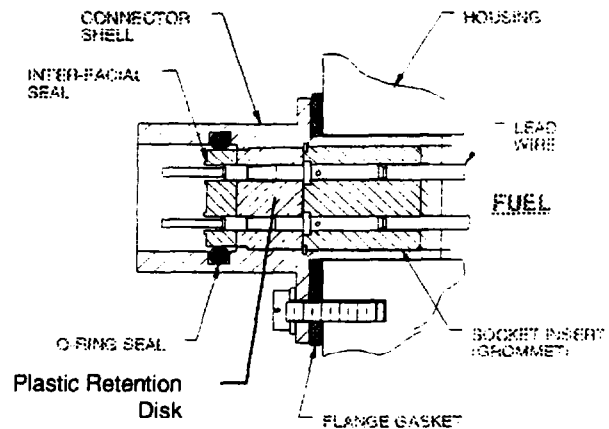 CONNECTOR
SHELL
HOUSING
INTER-FACIAL
SEAL
LEAD
WIRE
FUEL
O-RING SEAL
SOCKET INSERT
(GROMMET)
Plastic Retention
Disk
FLANGE GASKET